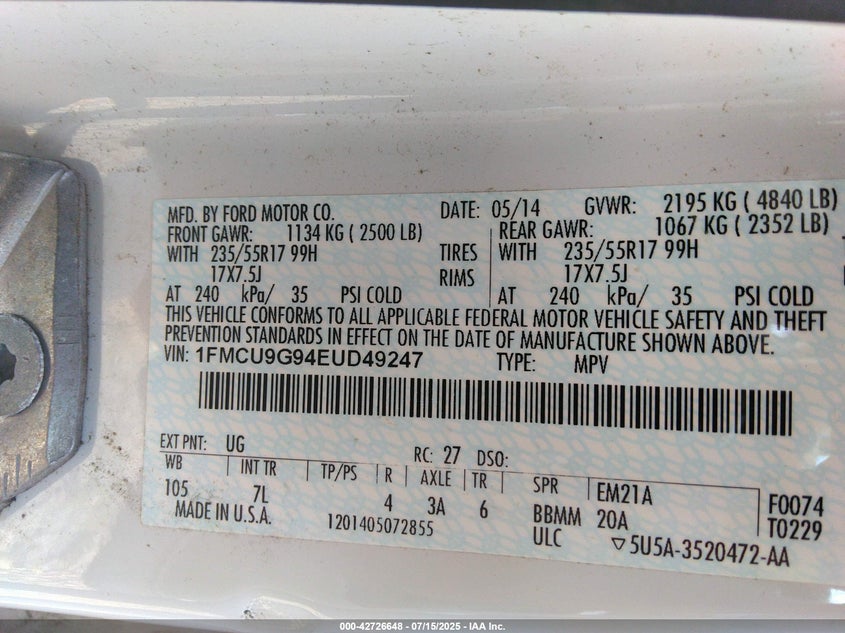 MFD. BY FORD MOTOR CO. DATE: 05/14 GVWR: 2195 KG ( 4840 LB)
FRONT GAWR: 1134 KG ( 2500 LB) REAR GAWR: 1067 KG ( 2352 LB)
WITH 235/55R17 99H TIRES WITH 235/55R17 99H
17X7.5J RIMS 17X7.5J
AT 240 kPa/ 35 PSI COLD AT 240 kPa/ 35 PSI COLD
THIS VEHICLE CONFORMS TO ALL APPLICABLE FEDERAL MOTOR VEHICLE SAFETY AND THEFT
PREVENTION STANDARDS IN EFFECT ON THE DATE OF MANUFACTURE SHOWN ABOVE.
VIN: 1FMCU9G94EUD49247 TYPE: MPV
EXT PNT: UG RC: 27 DSO:
WB INT TR TP/PS R AXLE TR SPR EM21A F0074
105 7L 4 3A 6 BBMM 20A T0229
MADE IN U.S.A. 1201405072855 ULC ▽5U5A-3520472-AA
000-42726648 - 07/15/2025 - IAA Inc.